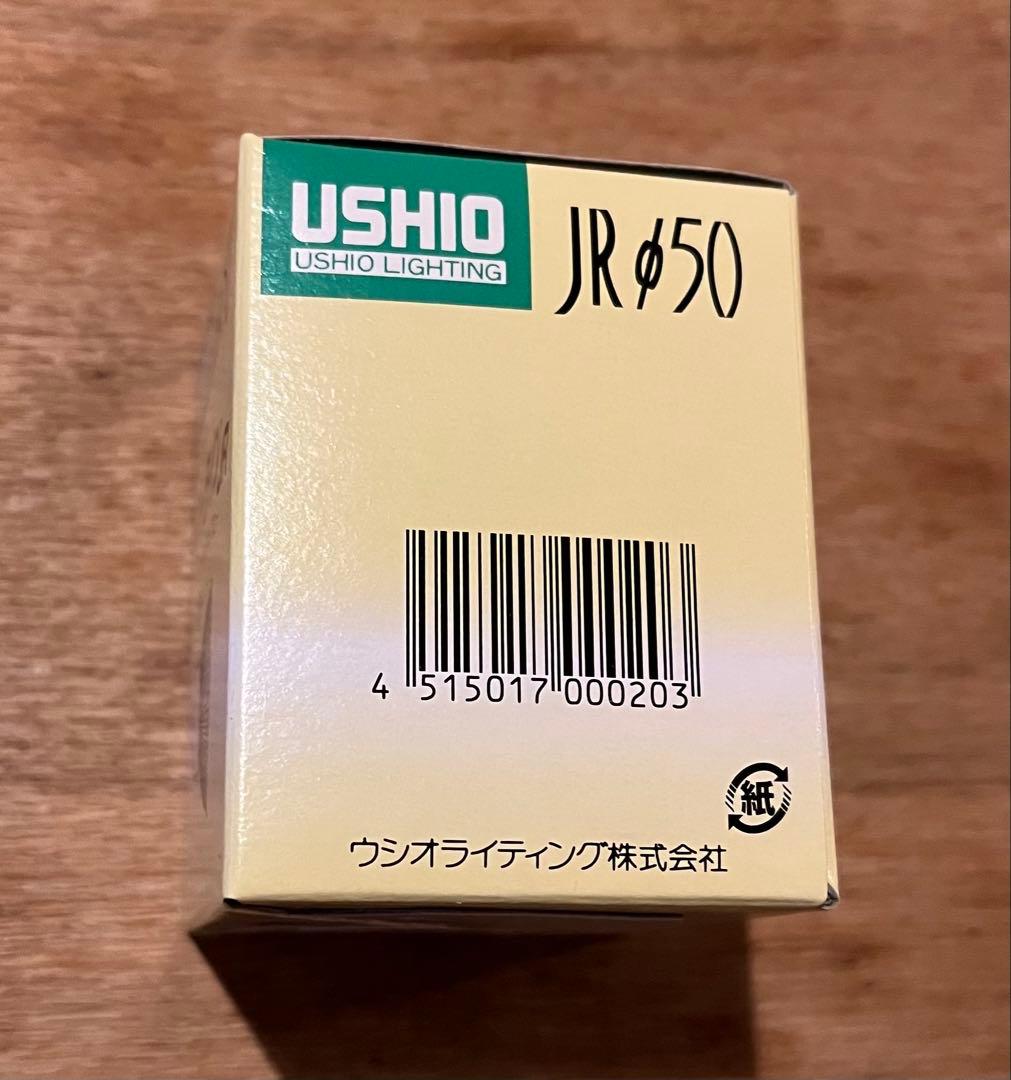 USHIO
USHIO LIGHTING
JRφ50
4 515017 000203
紙
ウシオライティング株式会社